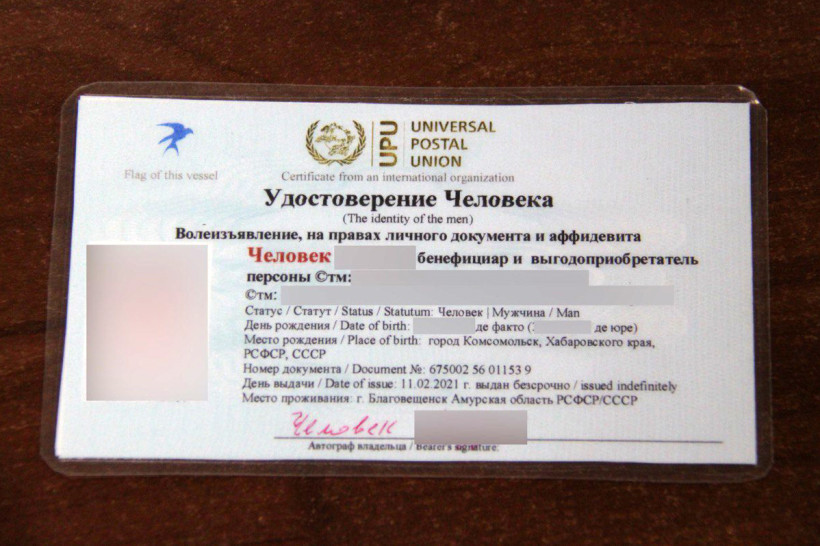 UPU
UNIVERSAL
POSTAL
UNION
Flag of this vessel
Certificate from an international organization
Удостоверение Человека
(The identity of the men)
Волеизъявление, на правах личного документа и аффидевита
Человек бенефициар и выгодоприобретатель
персоны ©тм:
©тм:
Статус / Статут / Status / Statutum: Человек | Мужчина / Man
День рождения / Date of birth: де факто ( де юре)
Место рождения / Place of birth: город Комсомольск, Хабаровского края,
РСФСР, СССР
Номер документа / Document №: 675002 56 01153 9
День выдачи / Date of issue: 11.02.2021 г. выдан бессрочно / issued indefinitely
Место проживания: г. Благовещенск Амурская область РСФСР/СССР
Человек
Автограф владельца / Bearer's signature: